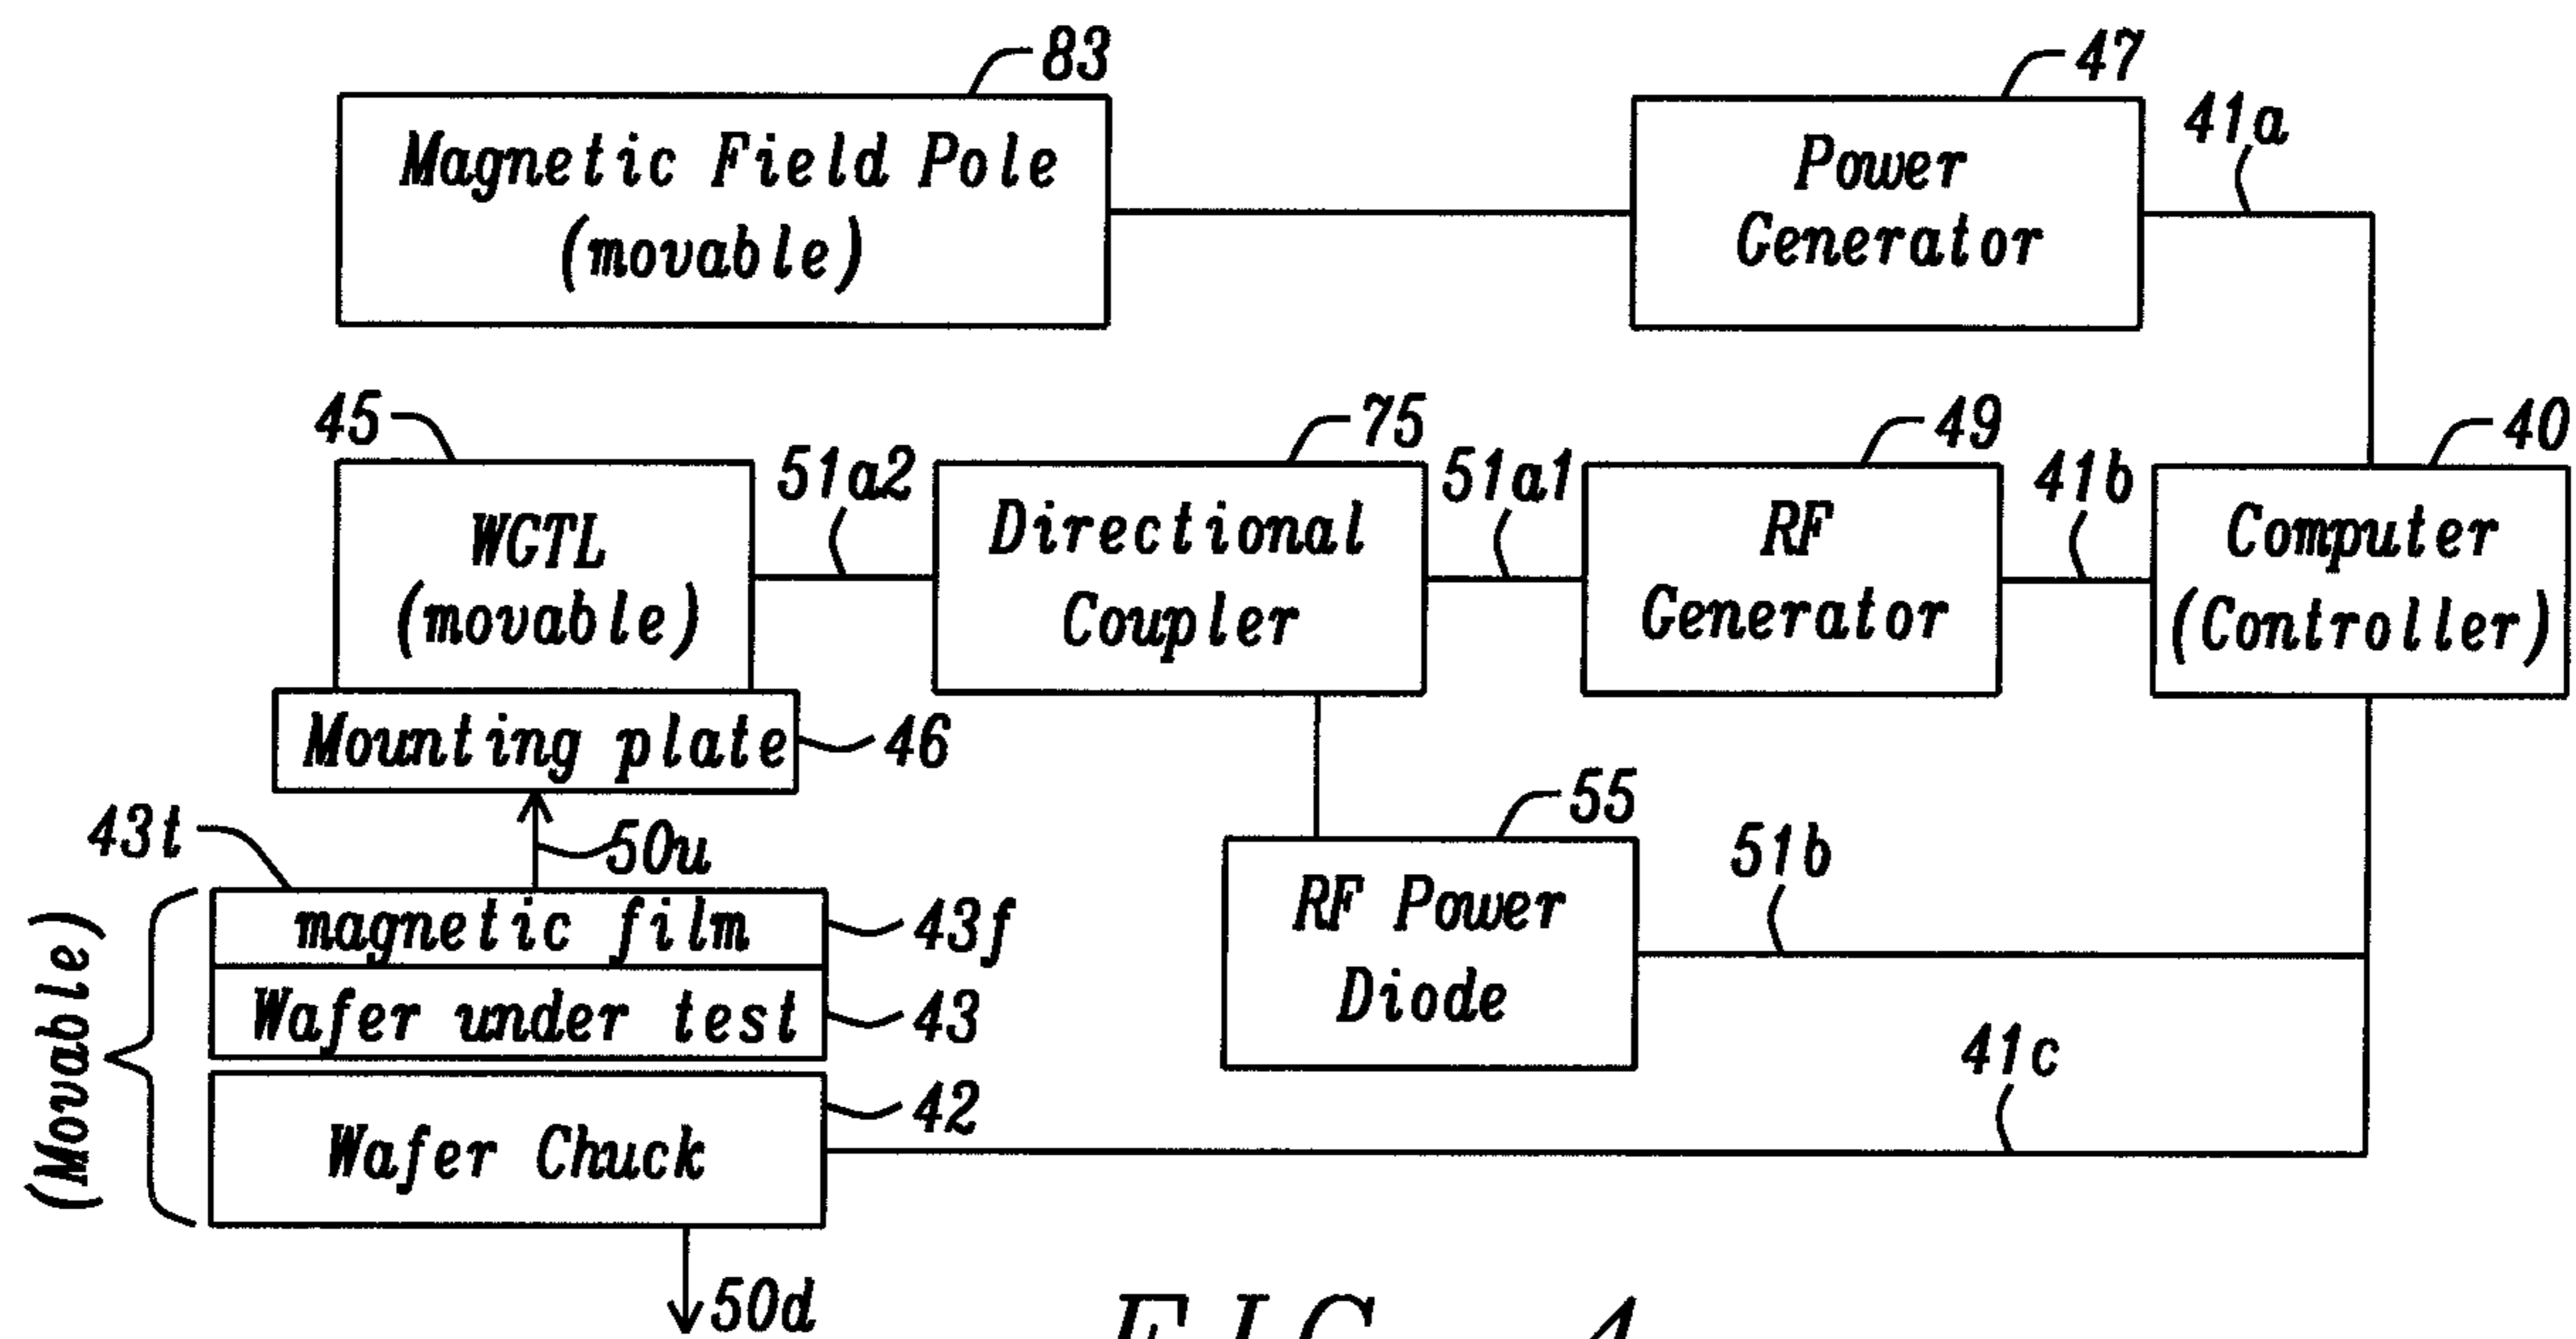 83
47
41a
Magnetic Field Pole
(movable)
Power
Generator
45
51a2
75
51a1
49
41b
40
WGTL
(movable)
Directional
Coupler
RF
Generator
Computer
(Controller)
Mounting plate
46
43t
50u
55
51b
(Movable)
magnetic film
43f
RF Power
Diode
Wafer under test
43
41c
42
Wafer Chuck
50d
FIG. 4